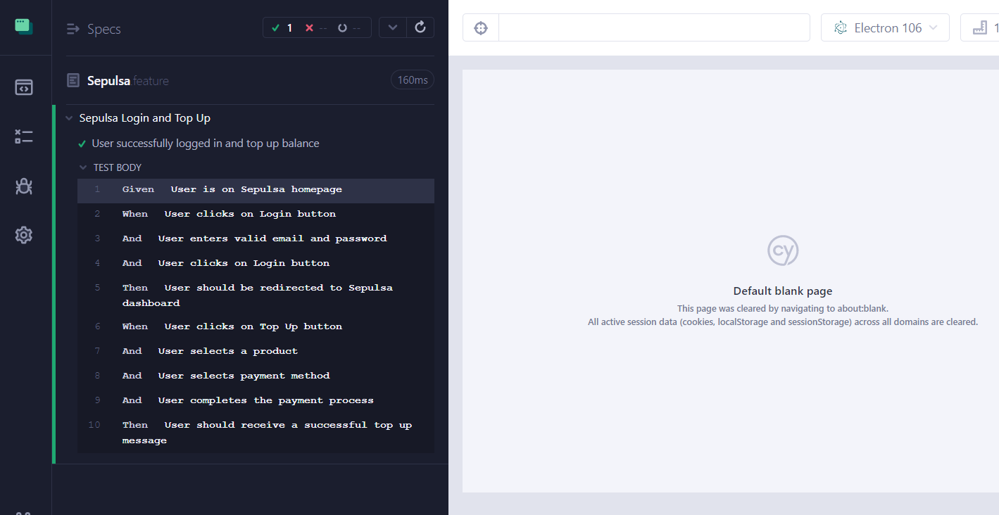 Specs
1
--
--
Electron 106
1
Sepulsa.feature
160ms
Sepulsa Login and Top Up
User successfully logged in and top up balance
TEST BODY
1 Given User is on Sepulsa homepage
2 When User clicks on Login button
3 And User enters valid email and password
4 And User clicks on Login button
5 Then User should be redirected to Sepulsa
dashboard
6 When User clicks on Top Up button
7 And User selects a product
8 And User selects payment method
9 And User completes the payment process
10 Then User should receive a successful top up
message
cy
Default blank page
This page was cleared by navigating to about:blank.
All active session data (cookies, localStorage and sessionStorage) across all domains are cleared.